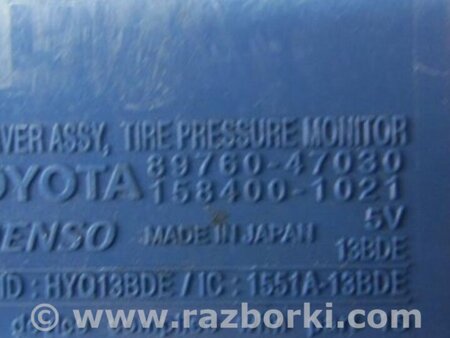 VER ASSY, TIRE PRESSURE MONITOR
OYOTA 89760-47030
158400-1021
ENSO MADE IN JAPAN 5V
13BDE
ID : HYQ13BDE / IC : 1551A-13BDE
www.razborki.com